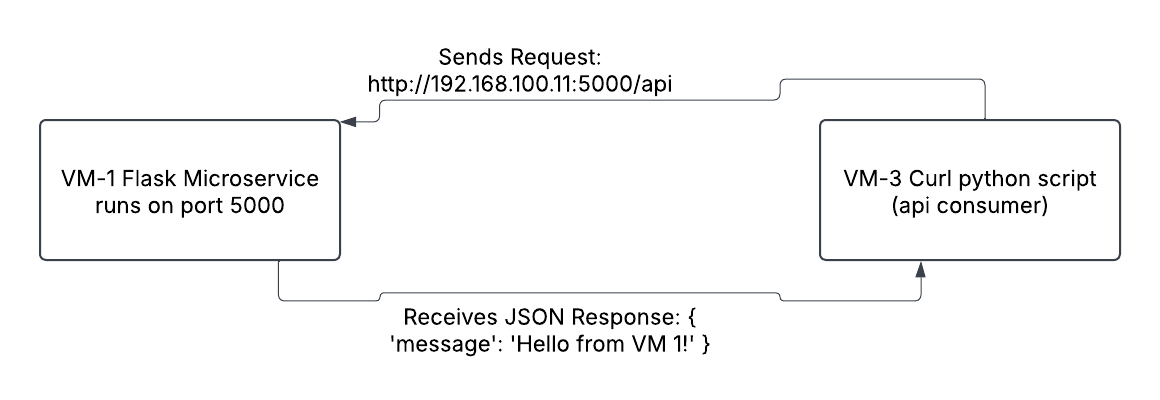 Sends Request:
http://192.168.100.11:5000/api
VM-1 Flask Microservice
runs on port 5000
VM-3 Curl python script
(api consumer)
Receives JSON Response: {
'message': 'Hello from VM 1!' }